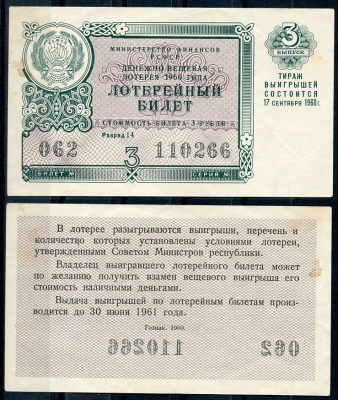 МИНИСТЕРСТВО ФИНАНСОВ
РСФСР
ДЕНЕЖНО-ВЕЩЕВАЯ
ЛОТЕРЕЯ 1960 ГОДА
ЛОТЕРЕЙНЫЙ
БИЛЕТ
СТОИМОСТЬ БИЛЕТА 3 РУБЛЯ
Разряд 14
062 3 110266
БИЛЕТ № СЕРИЯ №
3
ВЫПУСК
ТИРАЖ
ВЫИГРЫШЕЙ
СОСТОИТСЯ
17 СЕНТЯБРЯ 1960г.
В лотерее разыгрываются выигрыши, перечень и
количество которых установлены условиями лотереи,
утвержденными Советом Министров республики.
Владелец выигравшего лотерейного билета может
по желанию получить взамен вещевого выигрыша его
стоимость наличными деньгами.
Выдача выигрышей по лотерейным билетам произ-
водится до 30 июня 1961 года.
Гознак. 1960.
110266 062